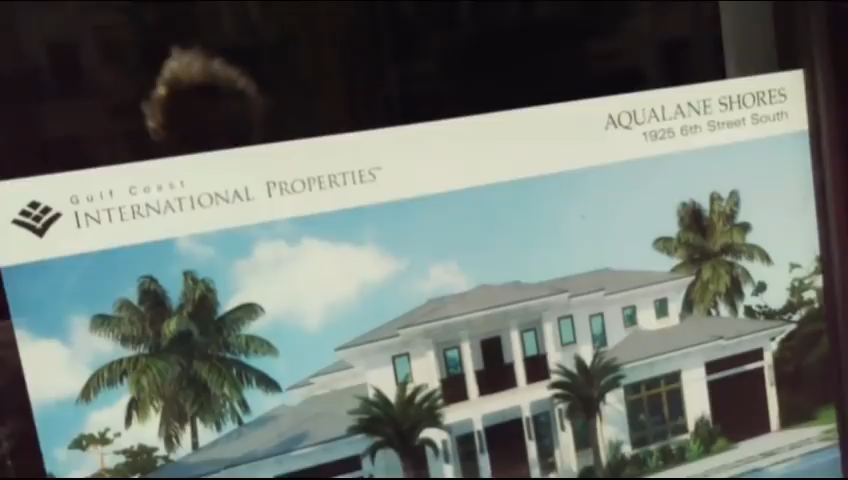 AQUALANE SHORES
1925 6th Street South
Gulf Coast
INTERNATIONAL PROPERTIES™